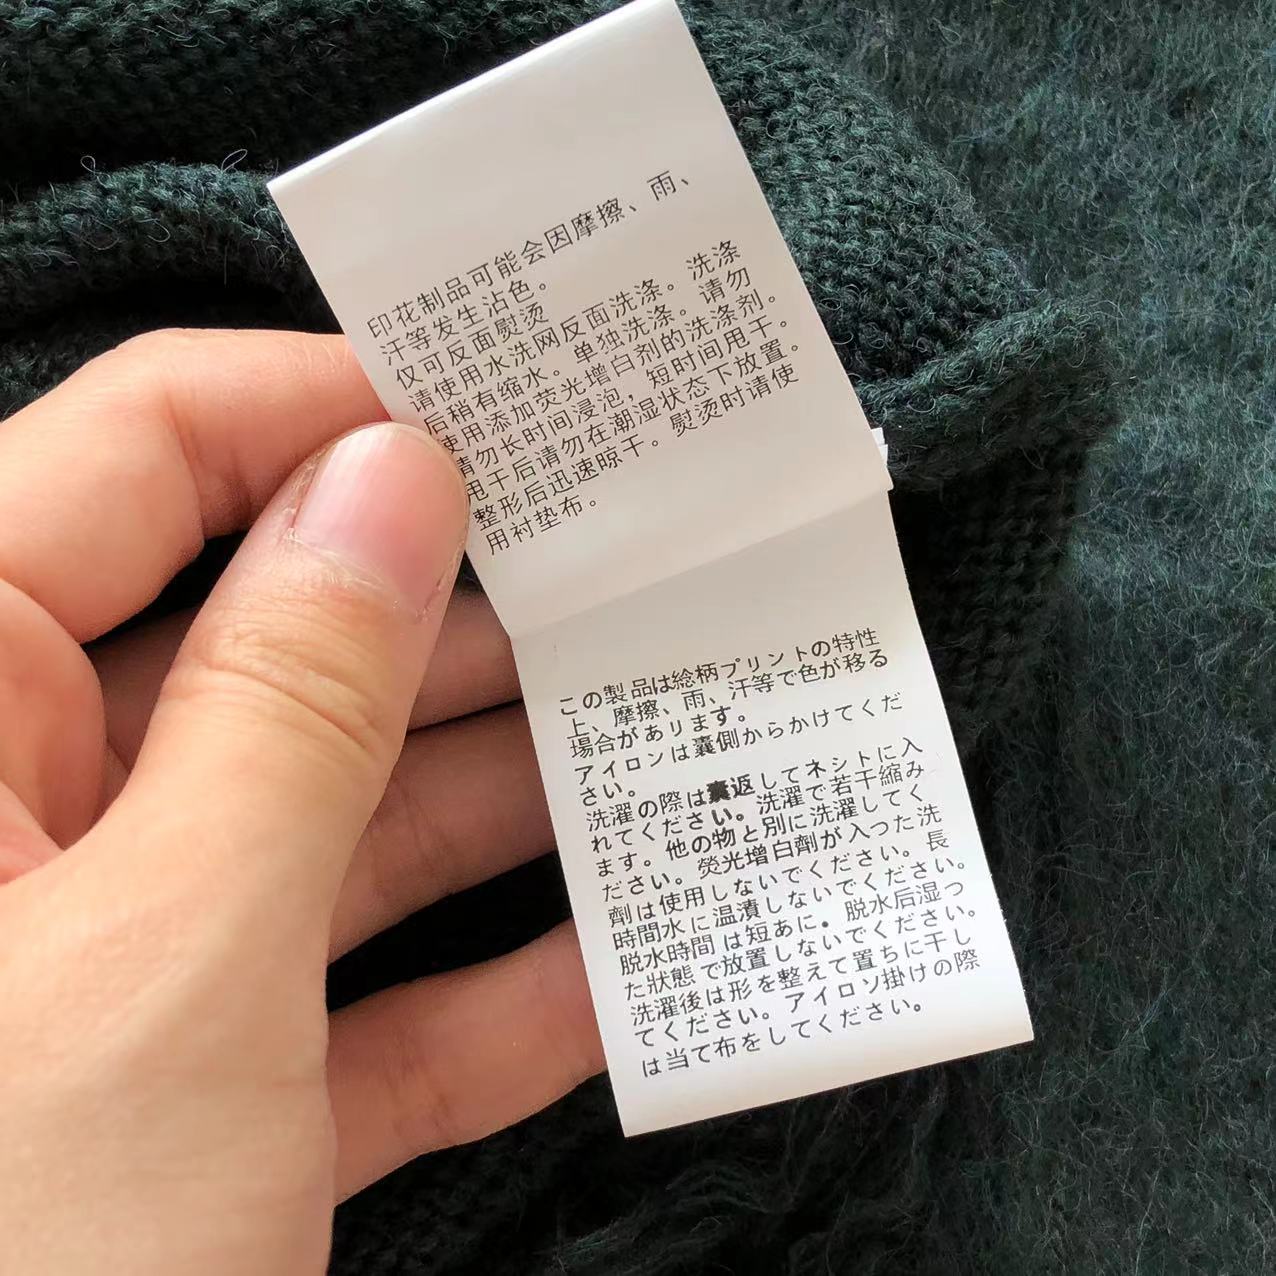 印花制品可能会因摩擦、雨、
汗等发生沾色。
仅可反面熨烫
请使用水洗网反面洗涤。洗涤
后稍有缩水。单独洗涤。请勿
使用添加荧光增白剂的洗涤剂。
请勿长时间浸泡，短时间甩干。
甩干后请勿在潮湿状态下放置。
整形后迅速晾干。熨烫时请使
用衬垫布。
この製品は絵柄プリントの特性
上、摩擦、雨、汗等で色が移る
場合があリます。
アイロンは裏側からかけてくだ
さい。
洗濯の際は裏返してネシトに入
れてください。洗濯で若干縮み
ます。他の物と別に洗濯してく
ださい。熒光增白劑が入った洗
劑は使用しないでください。長
時間水に温漬しないでください。
脱水時間は短あに。脱水后湿っ
た狀態で放置しないでください。
洗濯後は形を整えて置ちに干し
てください。アイロソ掛けの際
は当て布をしてください。